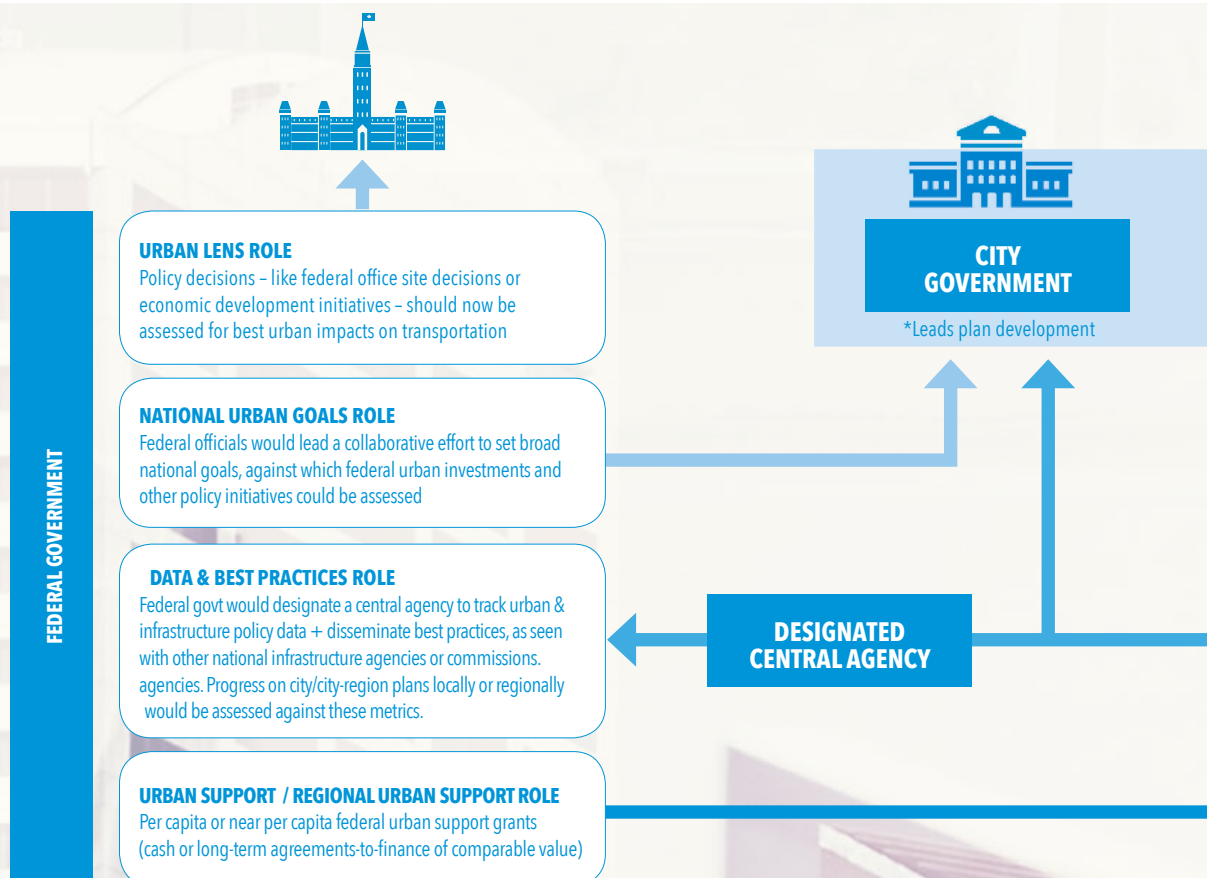 FEDERAL GOVERNMENT
URBAN LENS ROLE
Policy decisions – like federal office site decisions or
economic development initiatives – should now be
assessed for best urban impacts on transportation
NATIONAL URBAN GOALS ROLE
Federal officials would lead a collaborative effort to set broad
national goals, against which federal urban investments and
other policy initiatives could be assessed
DATA & BEST PRACTICES ROLE
Federal govt would designate a central agency to track urban &
infrastructure policy data + disseminate best practices, as seen
with other national infrastructure agencies or commissions.
agencies. Progress on city/city-region plans locally or regionally
would be assessed against these metrics.
URBAN SUPPORT / REGIONAL URBAN SUPPORT ROLE
Per capita or near per capita federal urban support grants
(cash or long-term agreements-to-finance of comparable value)
CITY
GOVERNMENT
*Leads plan development
DESIGNATED
CENTRAL AGENCY